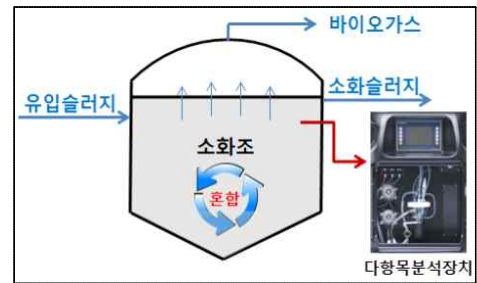 바이오가스
유입슬러지
소화슬러지
소화조
혼합
다항목분석장치